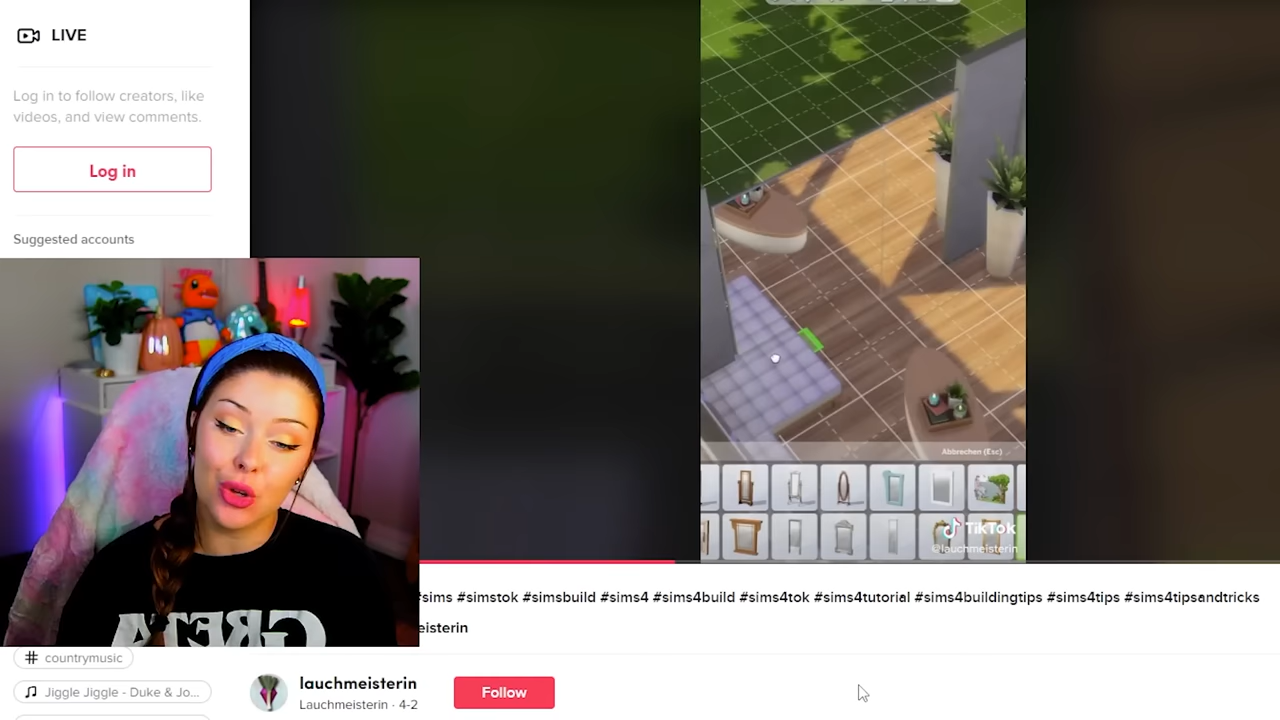 LIVE
Log in to follow creators, like
videos, and view comments.
Log in
Suggested accounts
Abbrechen (Esc)
TikTok
@lauchmeisterin
GRETA
#sims #simstok #simsbuild #sims4 #sims4build #sims4tok #sims4tutorial #sims4buildingtips #sims4tips #sims4tipsandtricks
eisterin
# countrymusic
Jiggle Jiggle - Duke & Jo...
lauchmeisterin
Lauchmeisterin · 4-2
Follow